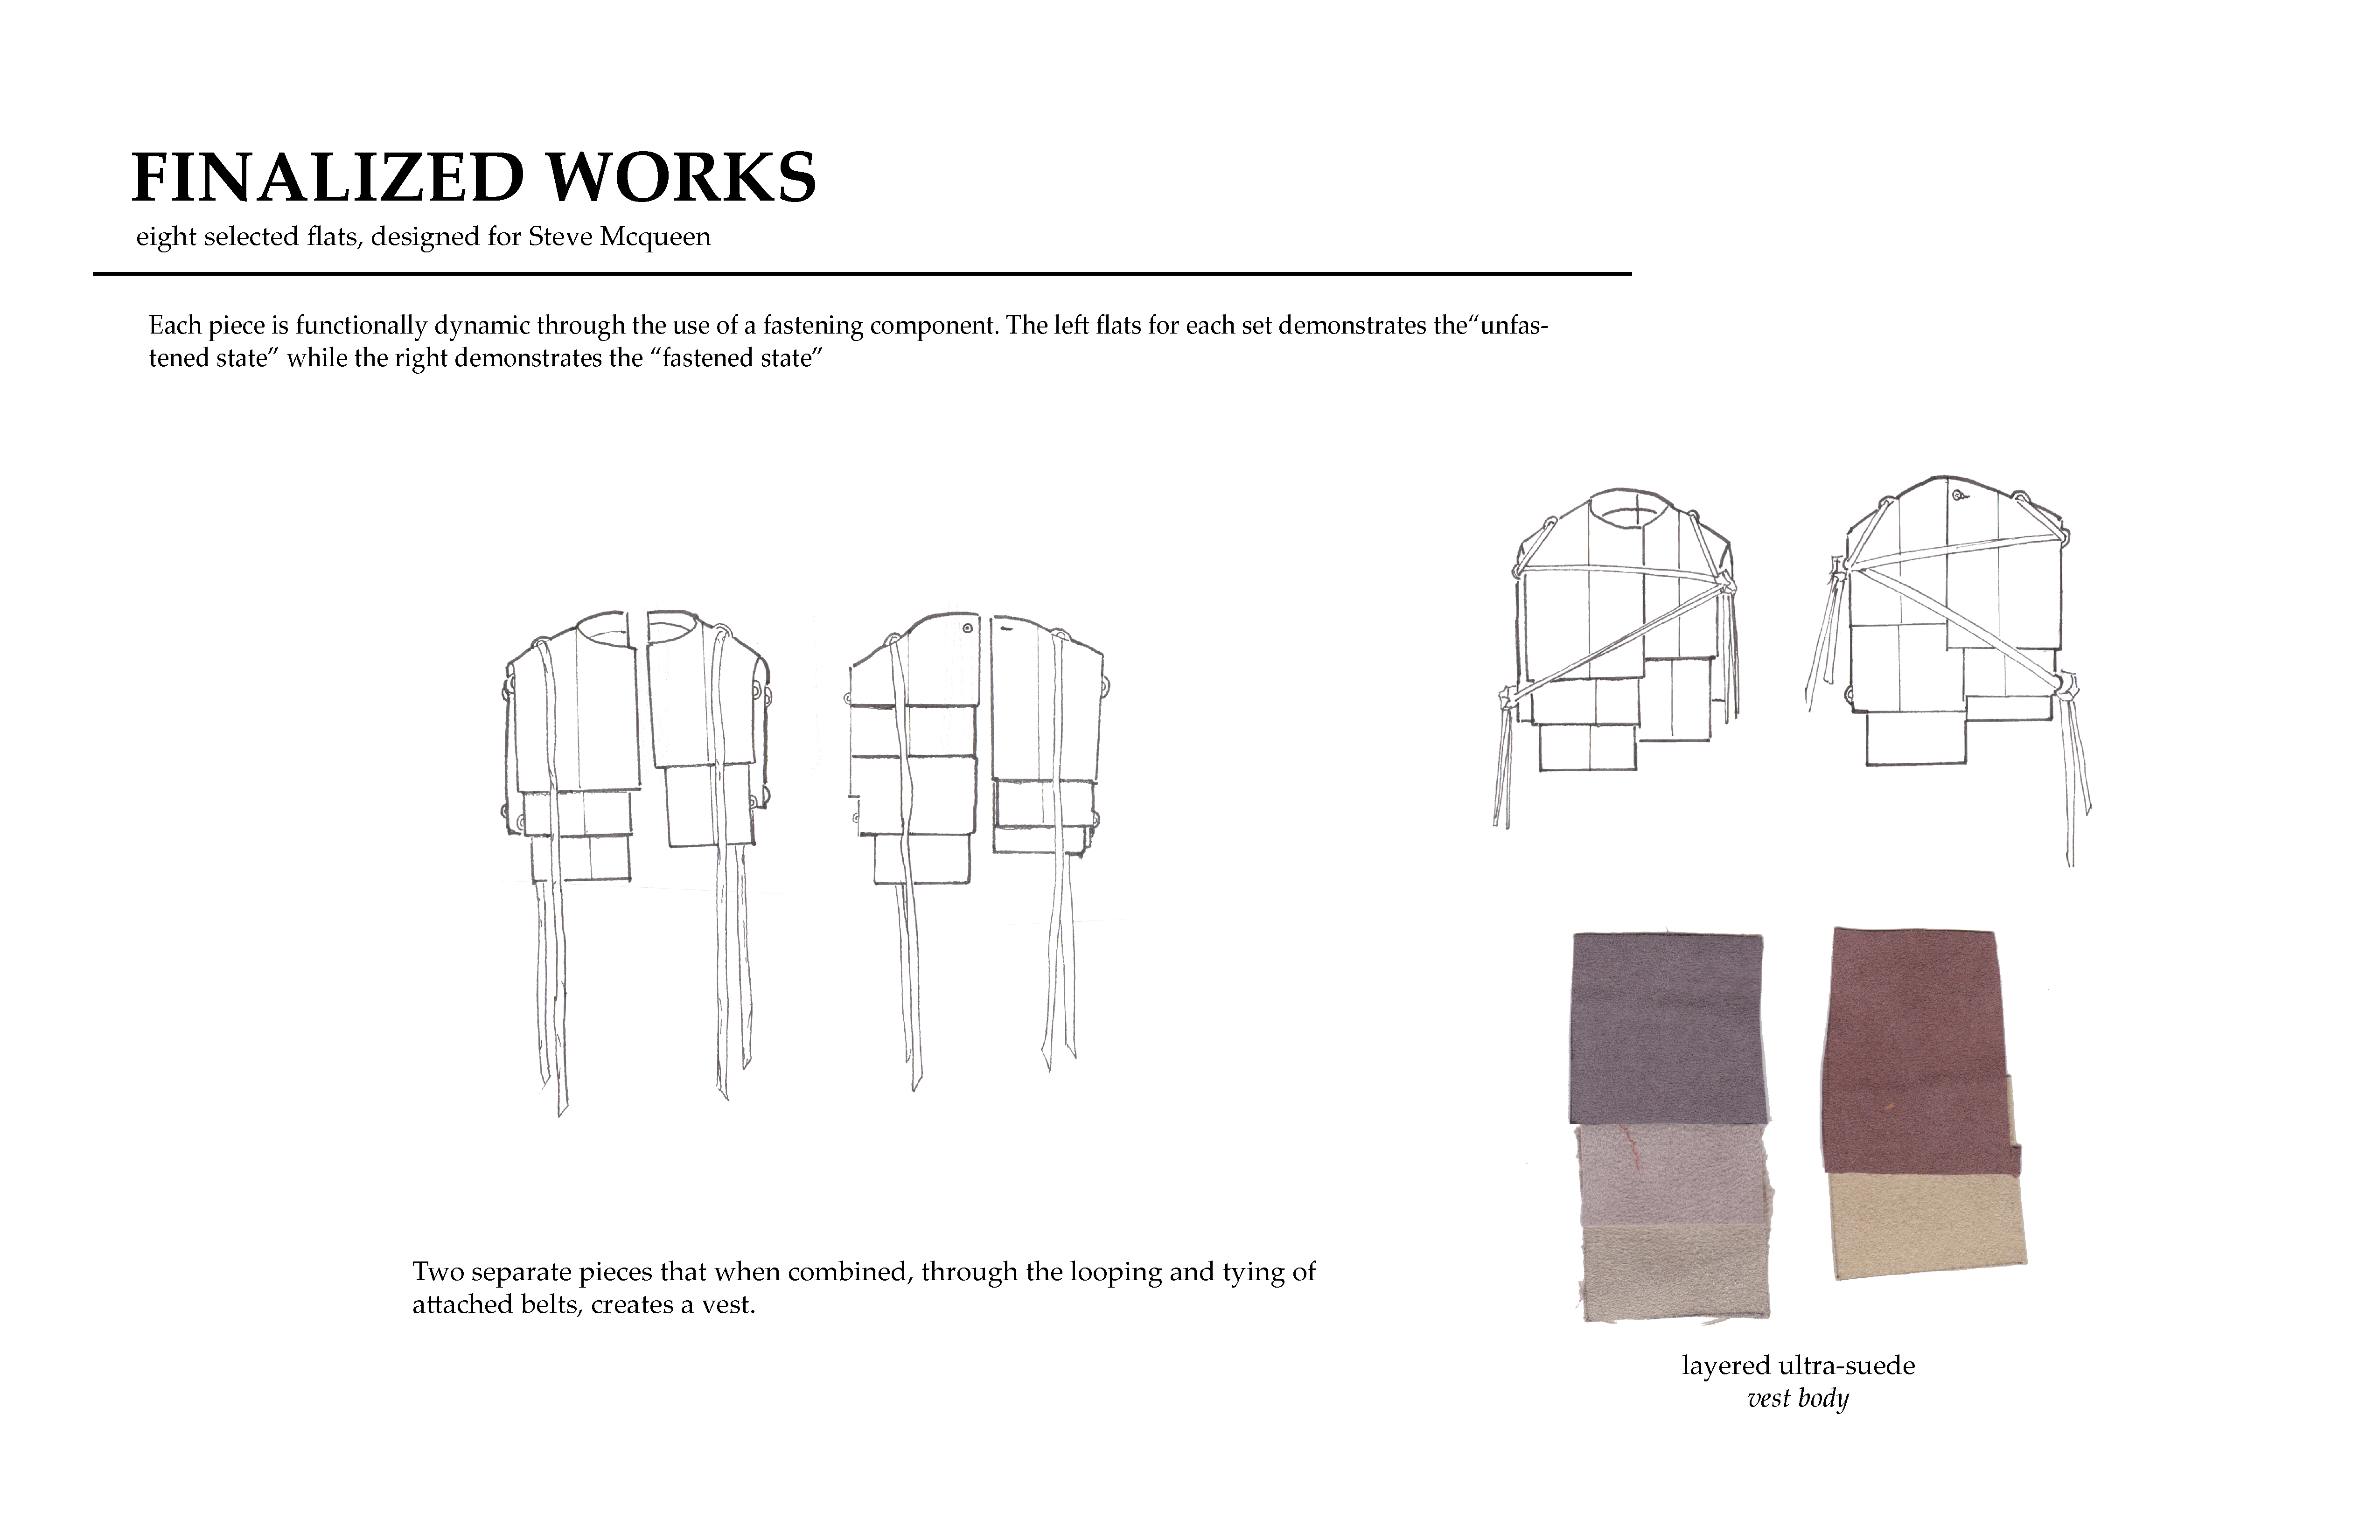 FINALIZED WORKS
eight selected flats, designed for Steve Mcqueen
Each piece is functionally dynamic through the use of a fastening component. The left flats for each set demonstrates the“unfas-
tened state” while the right demonstrates the “fastened state”
Two separate pieces that when combined, through the looping and tying of
attached belts, creates a vest.
layered ultra-suede
vest body